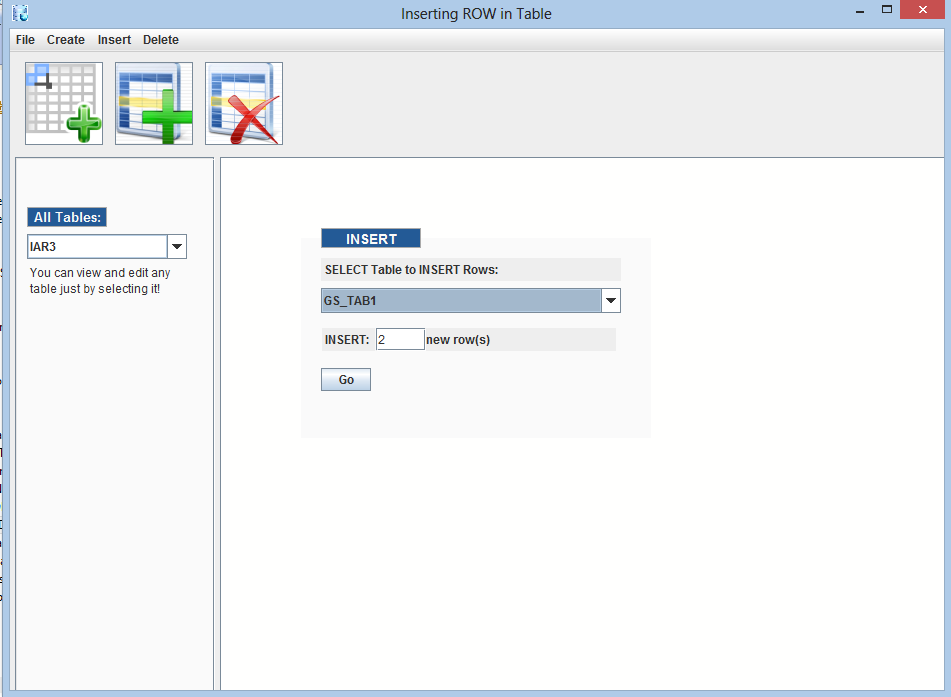 Inserting ROW in Table
File Create Insert Delete
All Tables:
IAR3
You can view and edit any
table just by selecting it!
INSERT
SELECT Table to INSERT Rows:
GS_TAB1
INSERT: 2 new row(s)
Go